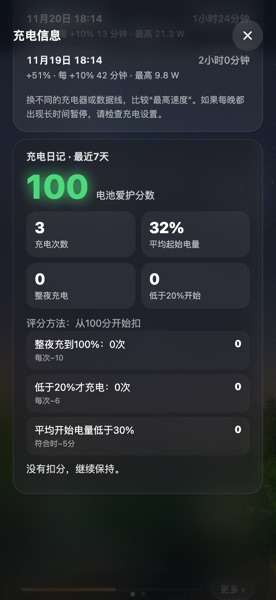 11月20日 18:14 1小时24分钟
充电信息
+10% 13 分钟 · 最高 21.3 W
11月19日 18:14 2小时0分钟
+51% · 每 +10% 42 分钟 · 最高 9.8 W
换不同的充电器或数据线，比较“最高速度”。如果每晚都
出现长时间暂停，请检查充电设置。
充电日记 · 最近7天
100 电池爱护分数
3 32%
充电次数 平均起始电量
0 0
整夜充电 低于20%开始
评分方法：从100分开始扣
整夜充到100%：0次 0
每次−10
低于20%才充电：0次 0
每次−6
平均开始电量低于30% 0
符合时−5分
没有扣分，继续保持。
更多 ›